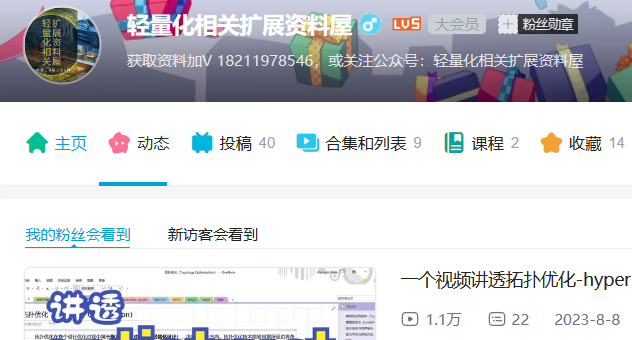 轻量化相关扩展资料屋 LV5 大会员 粉丝勋章
获取资料加V 18211978546，或关注公众号：轻量化相关扩展资料屋
主页 动态 投稿 40 合集和列表 9 课程 2 收藏 14
我的粉丝会看到 新访客会看到
一个视频讲透拓扑优化-hyper
讲透
1.1万 22 2023-8-8